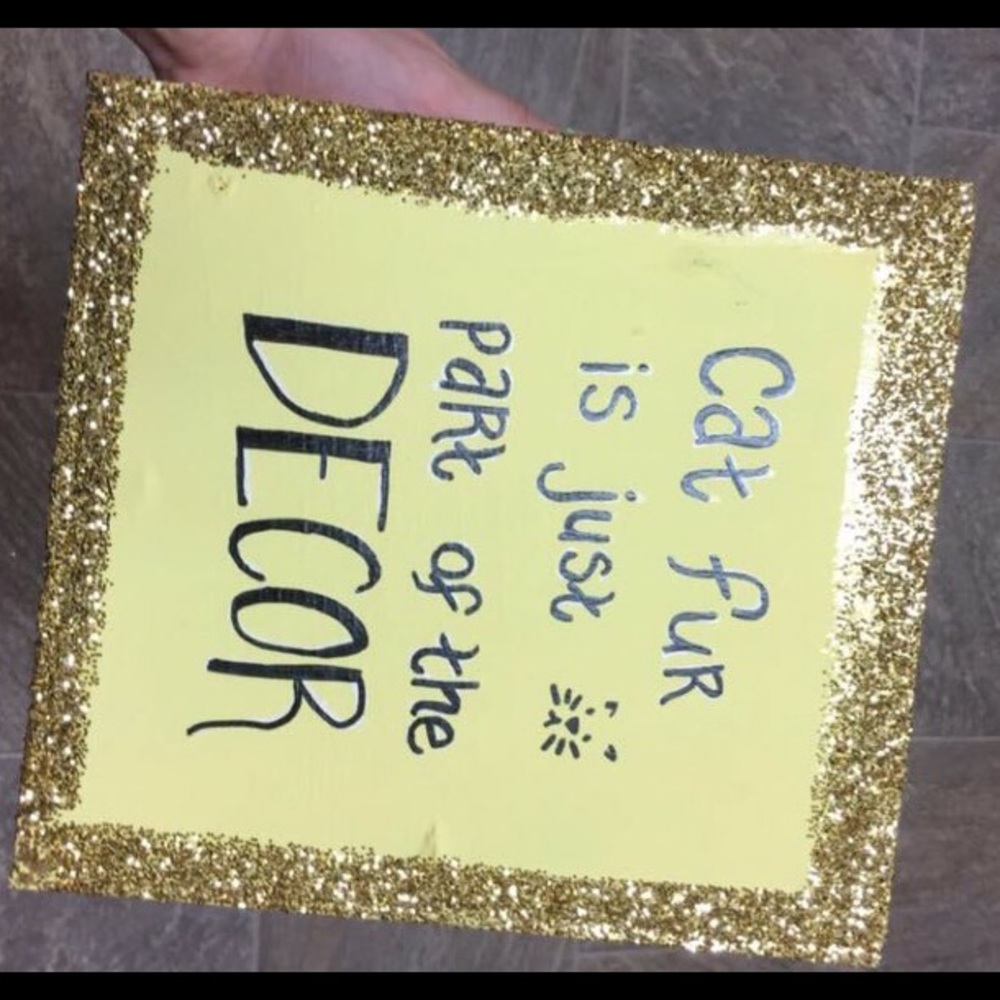 Cat fur
is just
part of the
DECOR